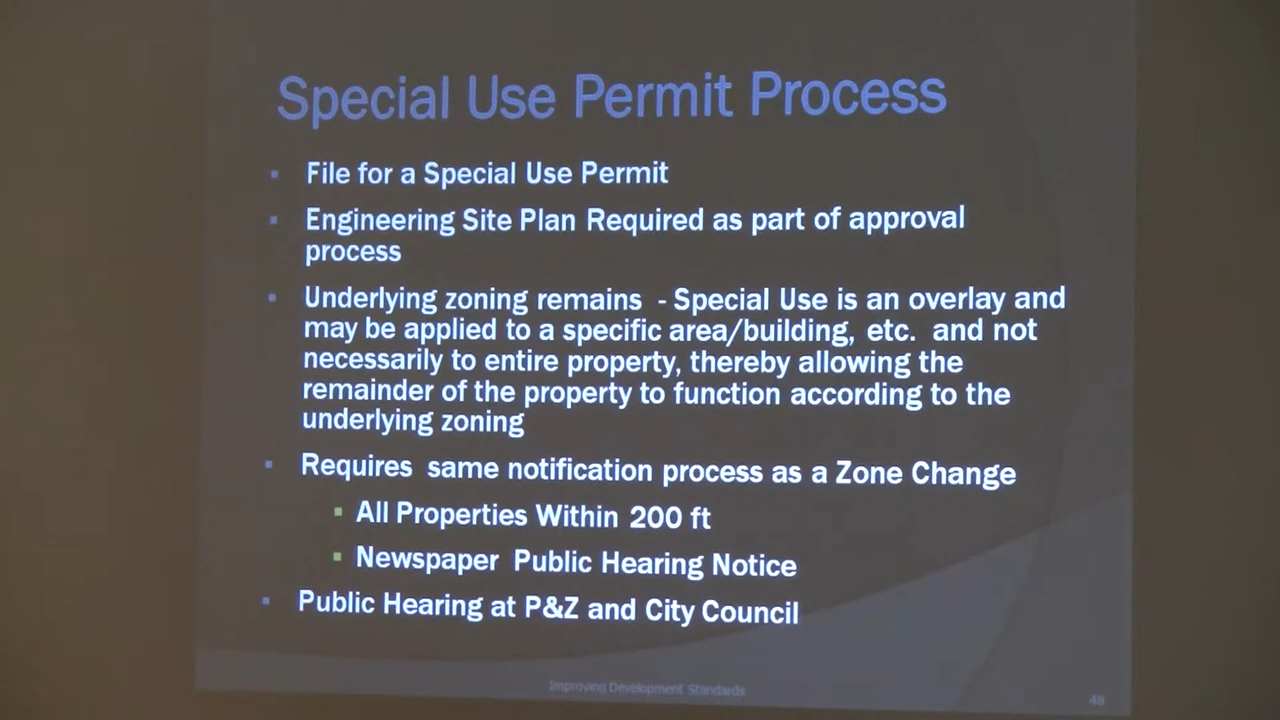 Special Use Permit Process
File for a Special Use Permit
Engineering Site Plan Required as part of approval
process
Underlying zoning remains - Special Use is an overlay and
may be applied to a specific area/building, etc. and not
necessarily to entire property, thereby allowing the
remainder of the property to function according to the
underlying zoning
Requires same notification process as a Zone Change
All Properties Within 200 ft
Newspaper Public Hearing Notice
Public Hearing at P&Z and City Council
Improving Development Standards
48